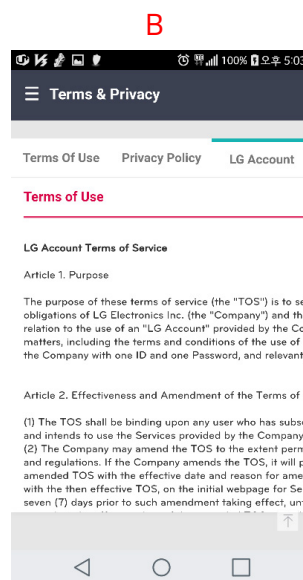 B
100% 오후 5:03
Terms & Privacy
Terms Of Use Privacy Policy LG Account
Terms of Use
LG Account Terms of Service
Article 1. Purpose
The purpose of these terms of service (the "TOS") is to se
obligations of LG Electronics Inc. (the "Company") and th
relation to the use of an "LG Account" provided by the Co
matters, including the terms and conditions of the use of
the Company with one ID and one Password, and relevant
Article 2. Effectiveness and Amendment of the Terms of
(1) The TOS shall be binding upon any user who has subs
and intends to use the Services provided by the Company
(2) The Company may amend the TOS to the extent perm
and regulations. If the Company amends the TOS, it will p
amended TOS with the effective date and reason for ame
with the then effective TOS, on the initial webpage for Se
seven (7) days prior to such amendment taking effect, un